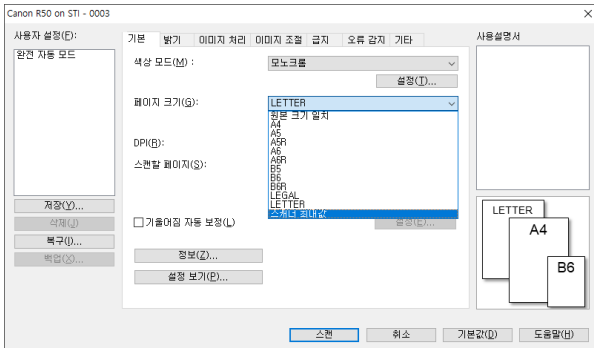 Canon R50 on STI - 0003
사용자 설정(F):
완전 자동 모드
저장(Y)...
삭제(J)
복구(I)...
백업(X)...
기본 밝기 이미지 처리 이미지 조절 급지 오류 감지 기타
색상 모드(M) :
모노크롬
설정(T)...
페이지 크기(G):
LETTER
원본 크기 일치
A4
A5
A5R
A6
A6R
B5
B6
B6R
LEGAL
LETTER
스캐너 최대값
DPI(R):
스캔할 페이지(S):
기울어짐 자동 보정(L)
설정(E)...
정보(Z)...
설정 보기(P)...
사용설명서
LETTER
A4
B6
스캔
취소
기본값(D)
도움말(H)